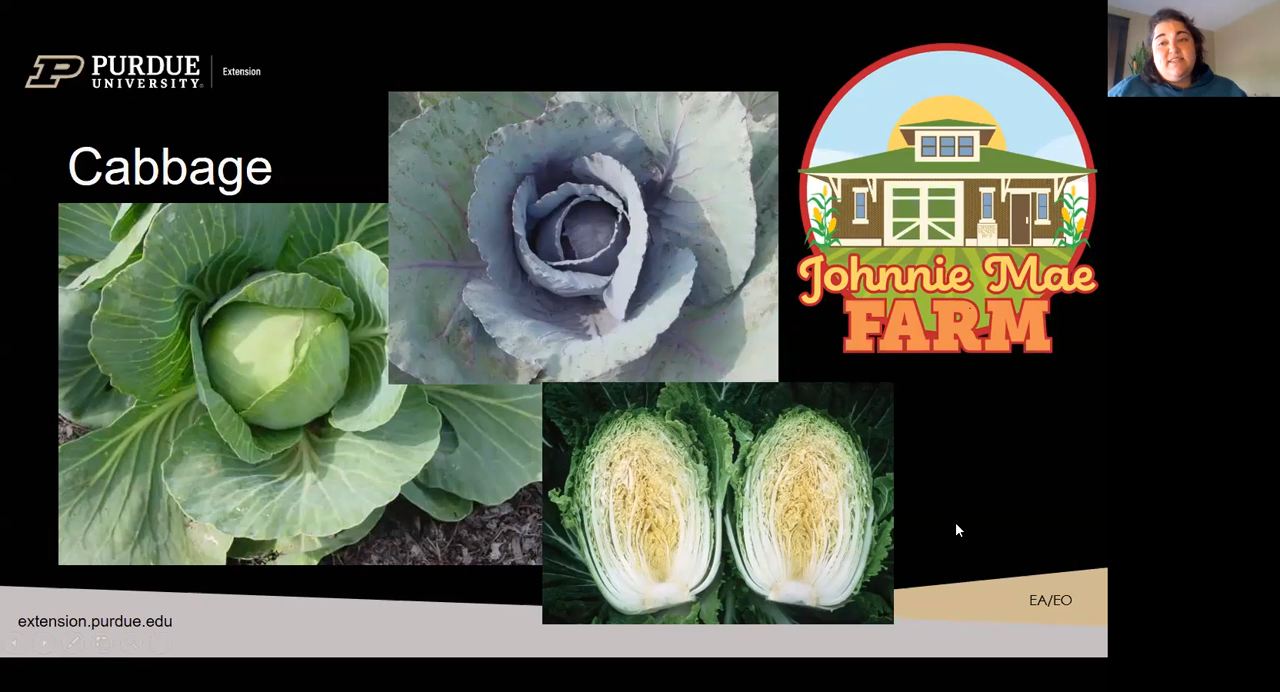 PURDUE
UNIVERSITY®
Extension
Cabbage
Johnnie Mae
FARM
EA/EO
extension.purdue.edu